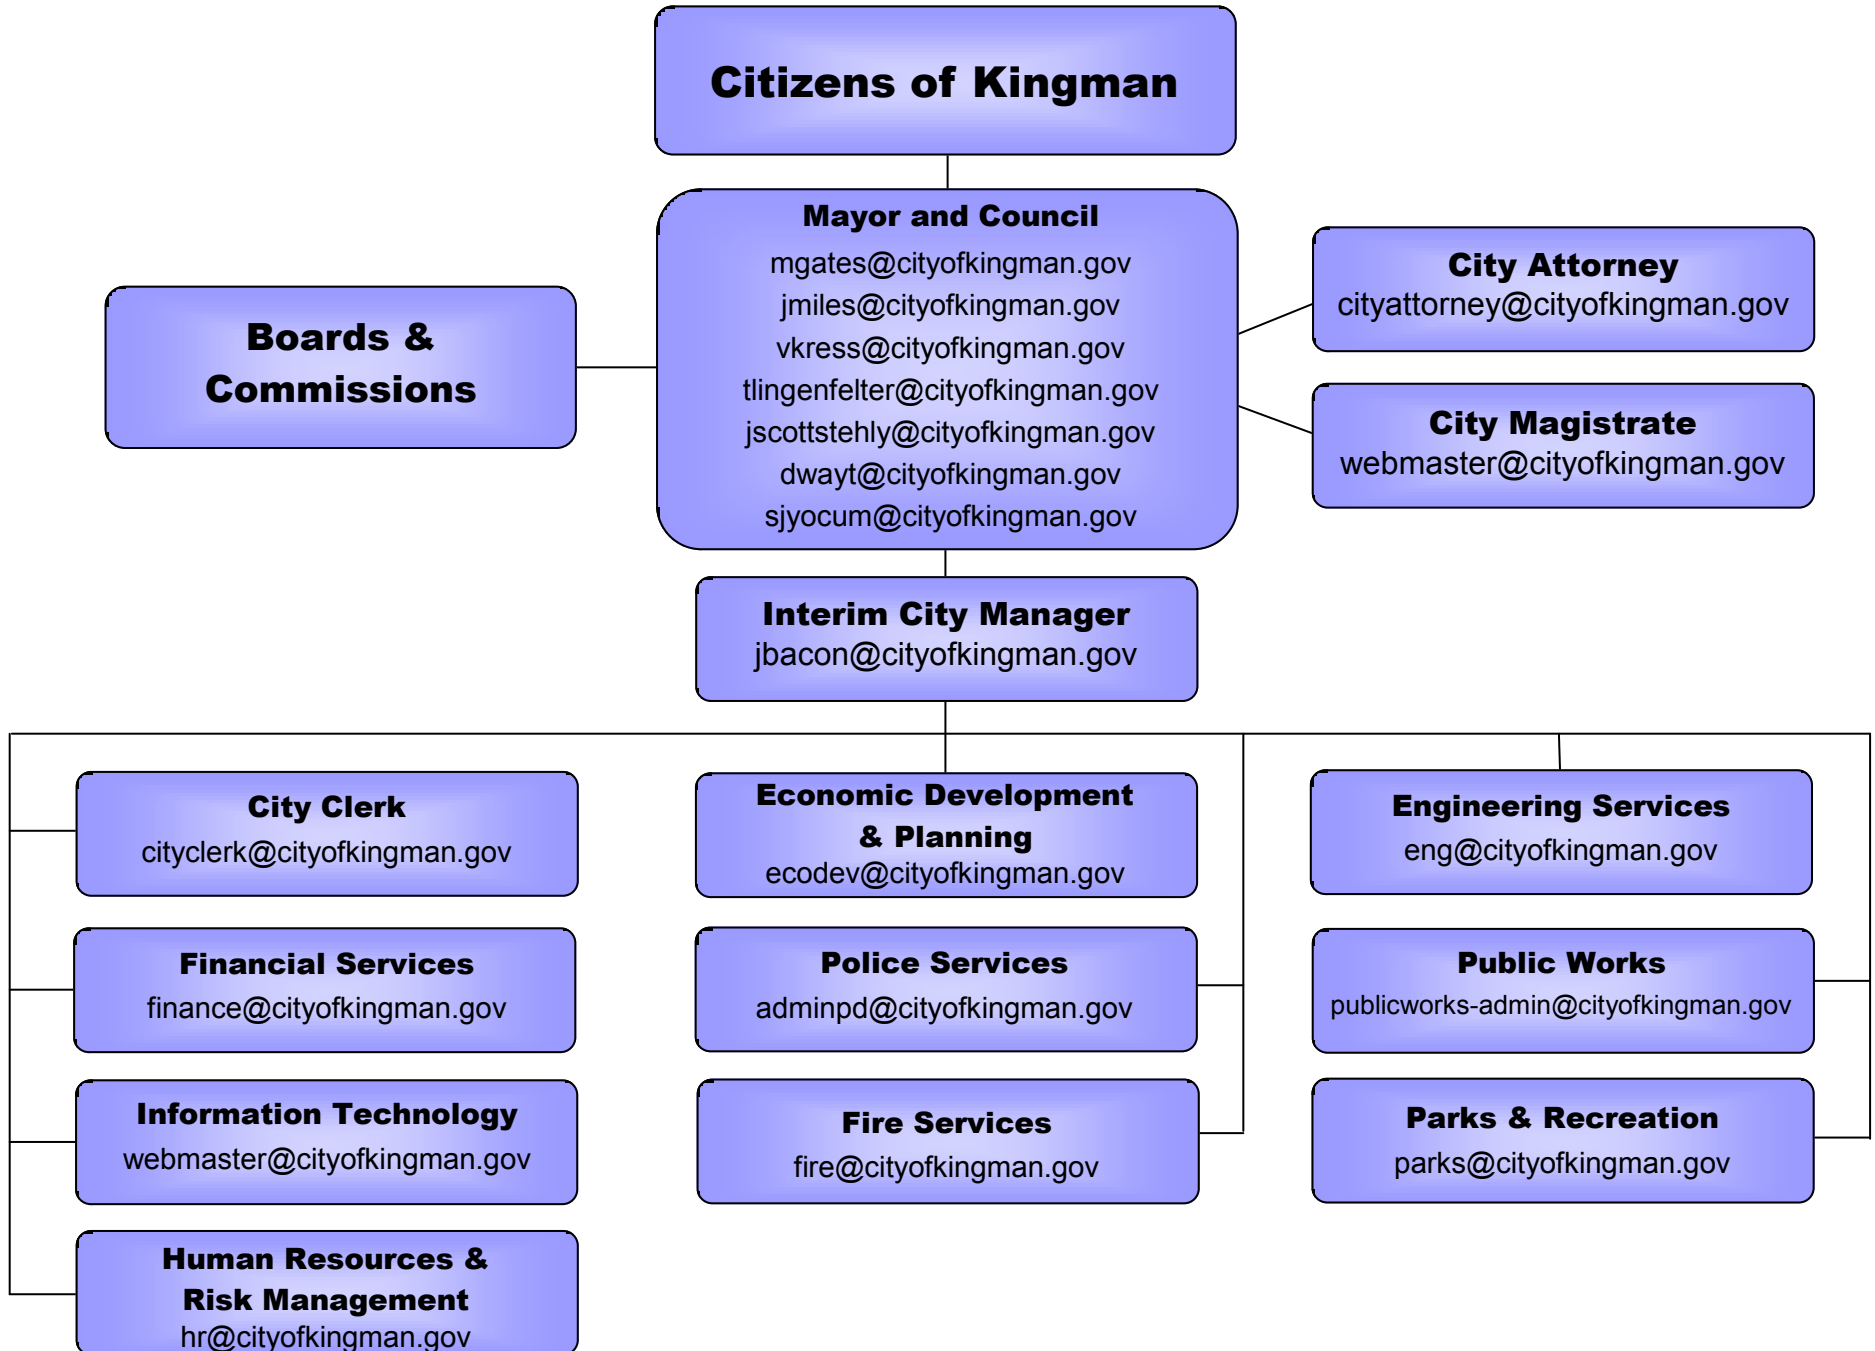 Citizens of Kingman
Mayor and Council
mgates@cityofkingman.gov
jmiles@cityofkingman.gov
vkress@cityofkingman.gov
tlingenfelter@cityofkingman.gov
jscottstehly@cityofkingman.gov
dwayt@cityofkingman.gov
sjyocum@cityofkingman.gov
Boards &
Commissions
City Attorney
cityattorney@cityofkingman.gov
City Magistrate
webmaster@cityofkingman.gov
Interim City Manager
jbacon@cityofkingman.gov
City Clerk
cityclerk@cityofkingman.gov
Financial Services
finance@cityofkingman.gov
Information Technology
webmaster@cityofkingman.gov
Human Resources &
Risk Management
hr@cityofkingman.gov
Economic Development
& Planning
ecodev@cityofkingman.gov
Police Services
adminpd@cityofkingman.gov
Fire Services
fire@cityofkingman.gov
Engineering Services
eng@cityofkingman.gov
Public Works
publicworks-admin@cityofkingman.gov
Parks & Recreation
parks@cityofkingman.gov